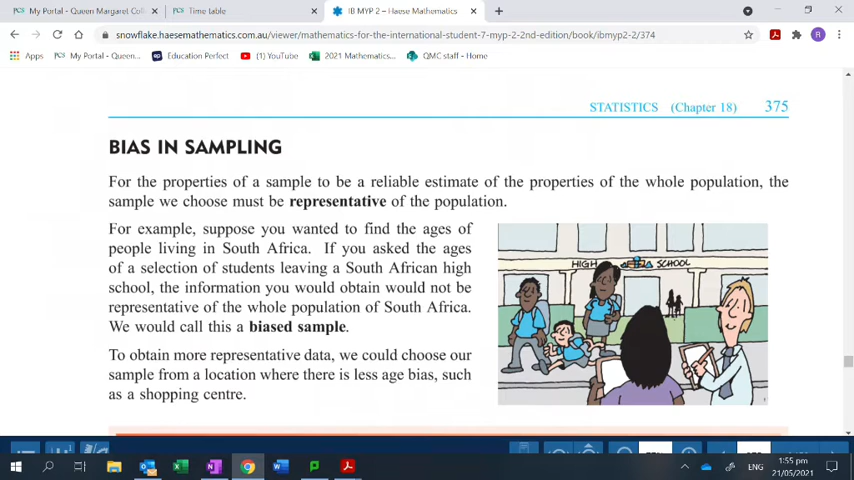 My Portal - Queen Margaret Coll
Time table
IB MYP 2 – Haese Mathematics
snowflake.haesemathematics.com.au/viewer/mathematics-for-the-international-student-7-myp-2-2nd-edition/book/ibmyp2-2/374
Apps
My Portal - Queen...
Education Perfect
(1) YouTube
2021 Mathematics...
QMC staff - Home
STATISTICS (Chapter 18) 375
BIAS IN SAMPLING
For the properties of a sample to be a reliable estimate of the properties of the whole population, the
sample we choose must be representative of the population.
For example, suppose you wanted to find the ages of
people living in South Africa. If you asked the ages
of a selection of students leaving a South African high
school, the information you would obtain would not be
representative of the whole population of South Africa.
We would call this a biased sample.
To obtain more representative data, we could choose our
sample from a location where there is less age bias, such
as a shopping centre.
HIGH SCHOOL
ENG
1:55 pm
21/05/2021